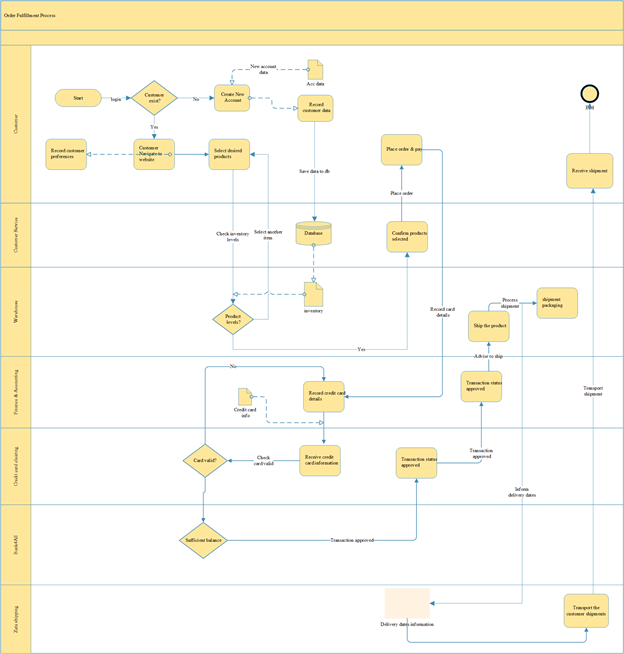 Order Fulfillment Process
Customer
New account
data
Acc data
Start
login
Customer
exist?
No
Create New
Account
Record
customer data
End
Yes
Record customer
preferences
Customer
Navigate to
website
Select desired
products
Place order & pay
Receive shipment
Save data to db
Place order
Customer Service
Check inventory
levels
Select another
item
Database
Confirm products
selected
Warehouse
inventory
Product
levels?
Yes
Record card
details
Process
shipment
shipment
packaging
Ship the product
Advise to ship
Finance & Accounting
No
Record credit card
details
Credit card
info
Transaction status
approved
Transport
shipment
Credit card clearing
Card valid?
Check
card valid
Receive credit
card information
Transaction status
approved
Transaction
approved
Inform
delivery dates
Sufficient balance
Transaction approved
Zeta shipping
Delivery dates information
Transport the
customer shipments